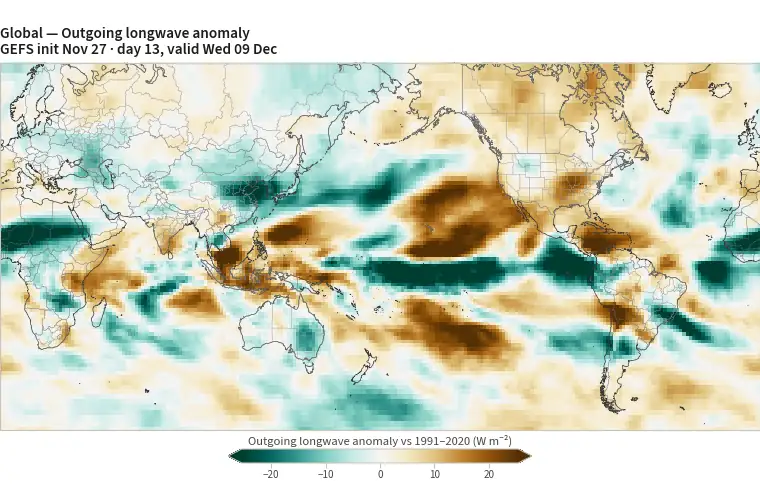 Global — Outgoing longwave anomaly
GEFS init Nov 27 · day 13, valid Wed 09 Dec
Outgoing longwave anomaly vs 1991–2020 (W m⁻²)
−20 −10 0 10 20